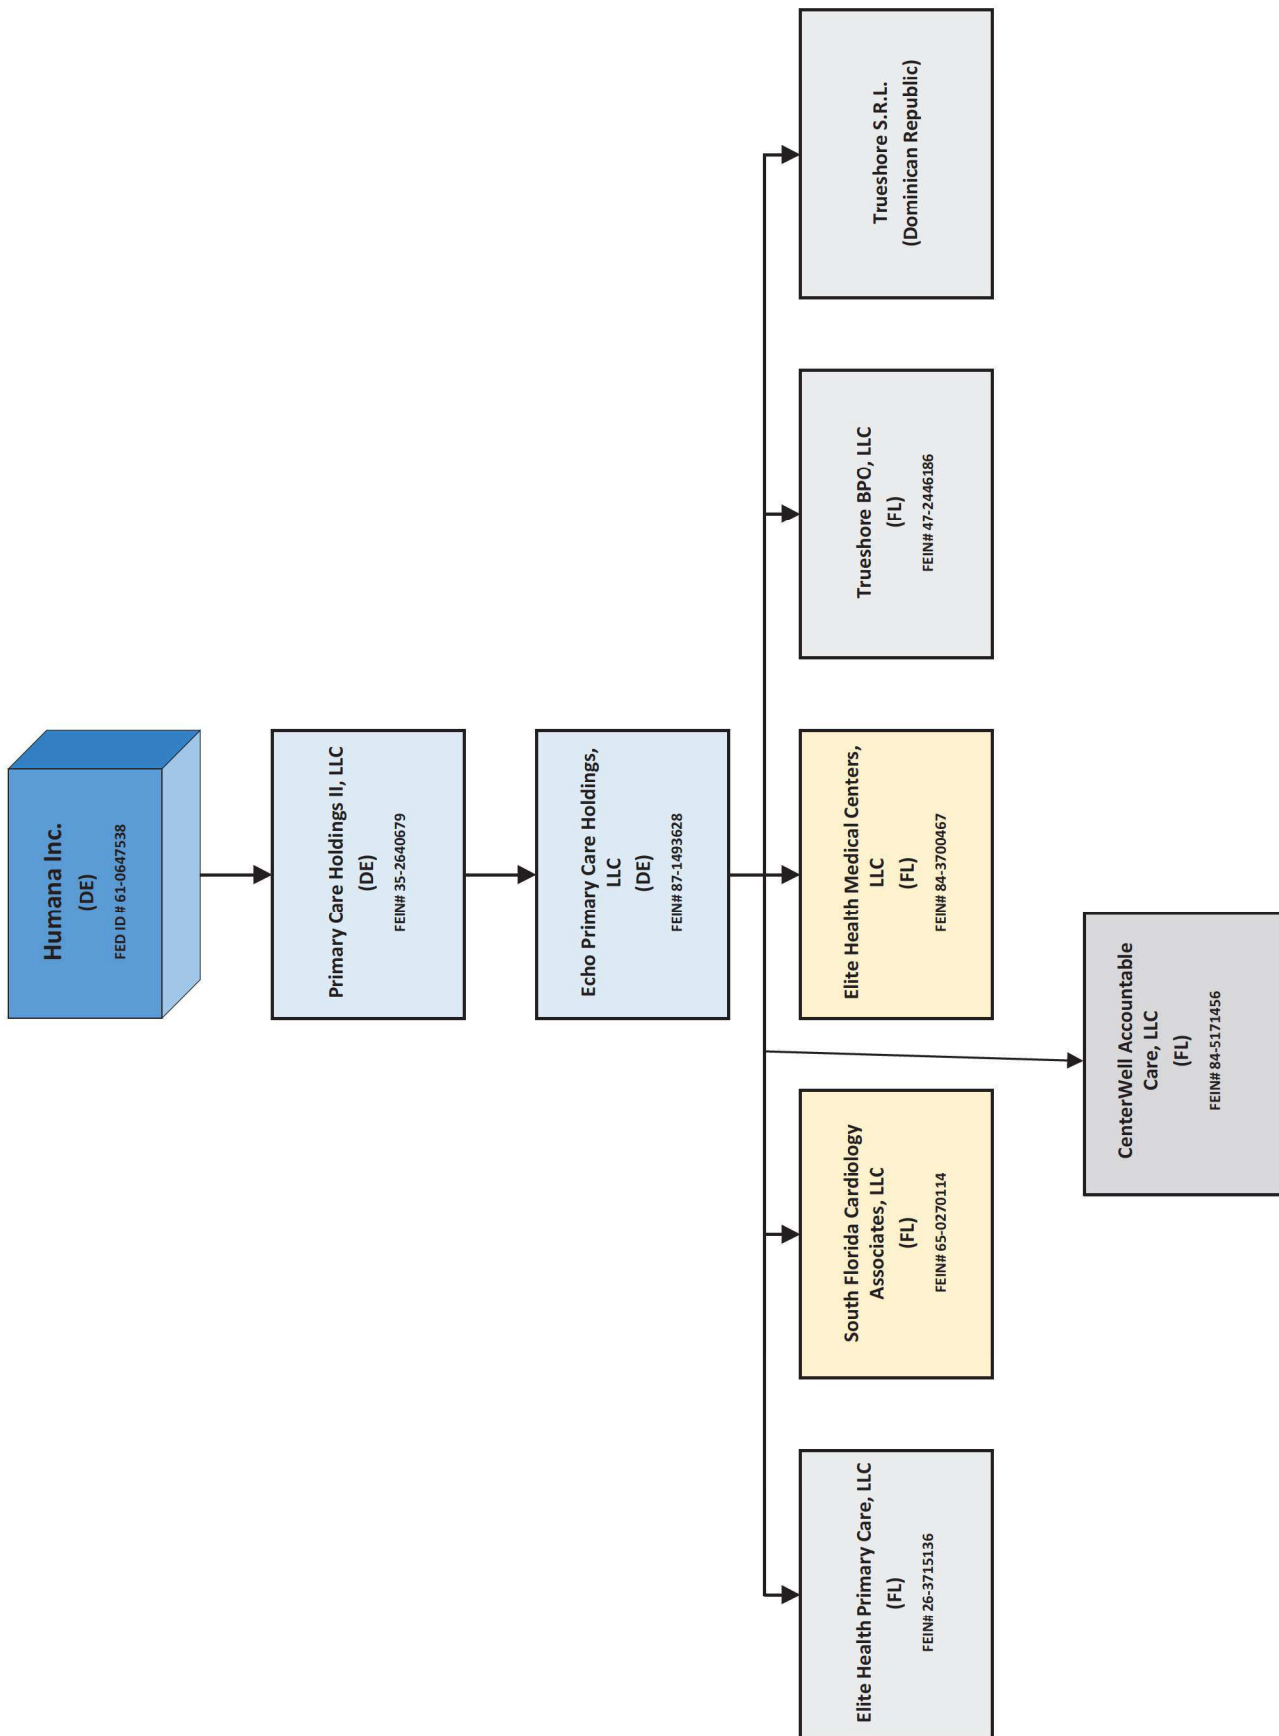 Humana Inc.
(DE)
FED ID # 61-0647538
Primary Care Holdings II, LLC
(DE)
FEIN# 35-2640679
Echo Primary Care Holdings,
LLC
(DE)
FEIN# 87-1493628
Elite Health Primary Care, LLC
(FL)
FEIN# 26-3715136
South Florida Cardiology
Associates, LLC
(FL)
FEIN# 65-0270114
Elite Health Medical Centers,
LLC
(FL)
FEIN# 84-3700467
Trueshore BPO, LLC
(FL)
FEIN# 47-2446186
Trueshore S.R.L.
(Dominican Republic)
CenterWell Accountable
Care, LLC
(FL)
FEIN# 84-5171456